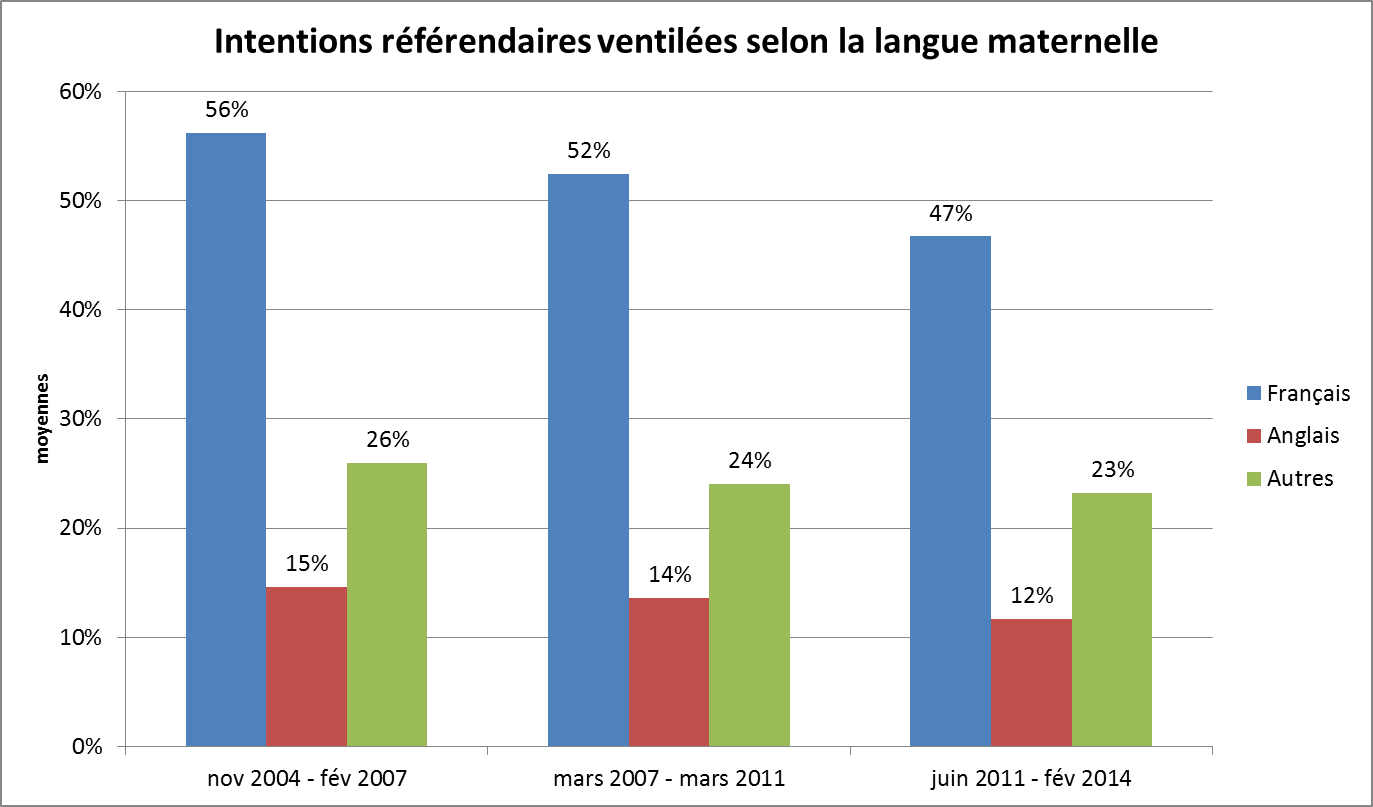 Intentions référendaires ventilées selon la langue maternelle
60%
50%
40%
30%
20%
10%
0%
moyennes
56%
15%
26%
52%
14%
24%
47%
12%
23%
nov 2004 - fév 2007
mars 2007 - mars 2011
juin 2011 - fév 2014
Français
Anglais
Autres